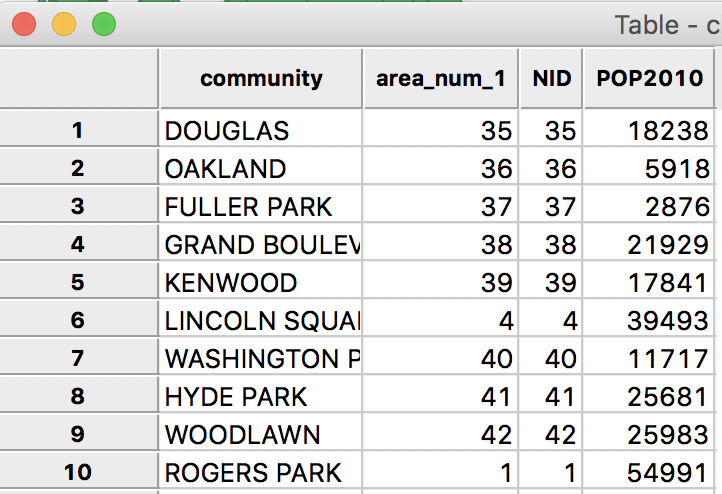 Table - c
community area_num_1 NID POP2010
1 DOUGLAS 35 35 18238
2 OAKLAND 36 36 5918
3 FULLER PARK 37 37 2876
4 GRAND BOULEV 38 38 21929
5 KENWOOD 39 39 17841
6 LINCOLN SQUAI 4 4 39493
7 WASHINGTON P 40 40 11717
8 HYDE PARK 41 41 25681
9 WOODLAWN 42 42 25983
10 ROGERS PARK 1 1 54991